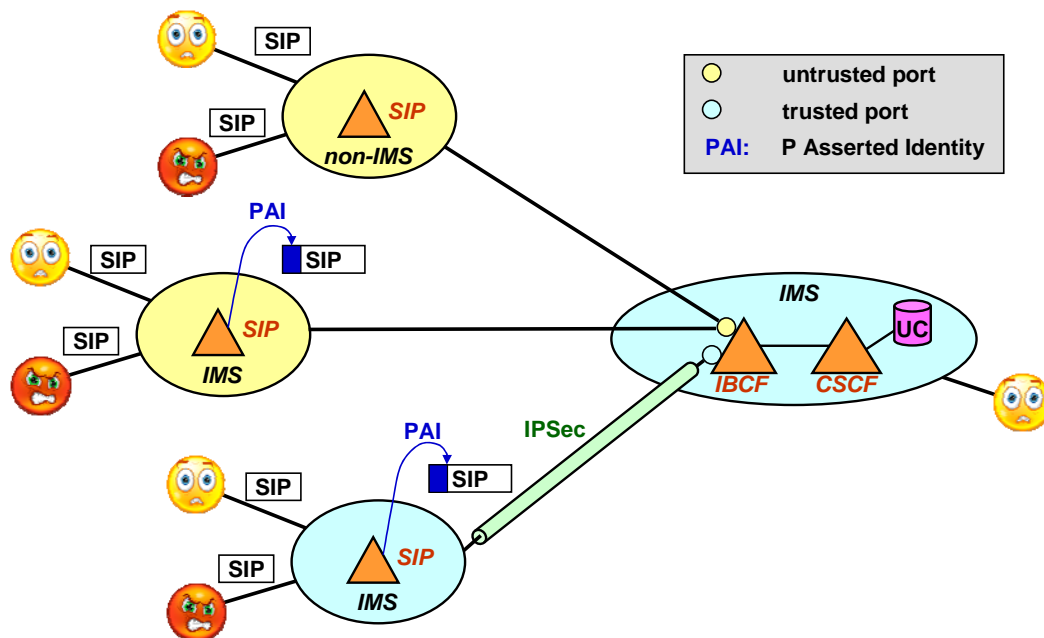 SIP
SIP
SIP
non-IMS
untrusted port
trusted port
PAI: P Asserted Identity
PAI
SIP
SIP
SIP
SIP
IMS
IMS
UC
IBCF
CSCF
IPSec
PAI
SIP
SIP
SIP
SIP
IMS